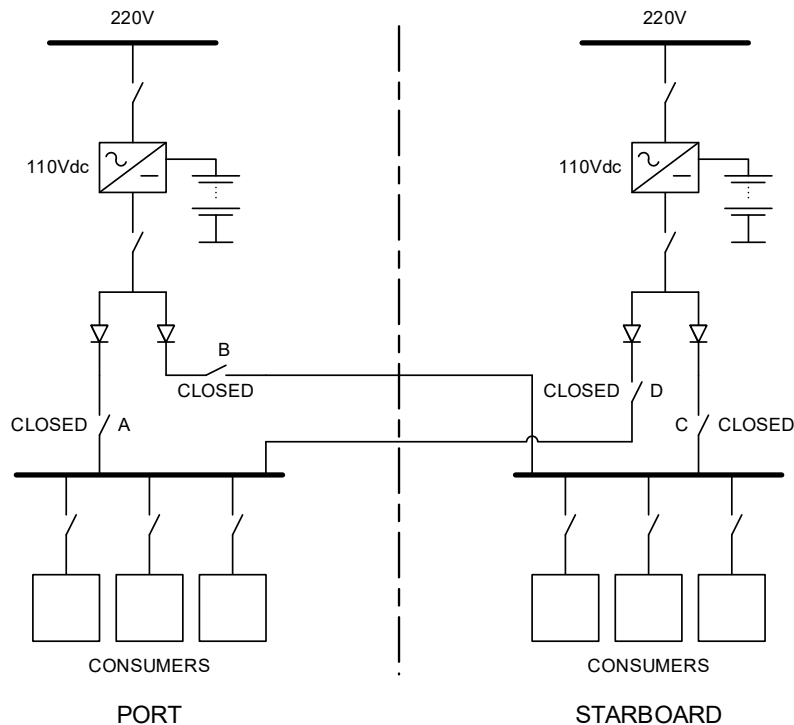 220V
220V
110Vdc
110Vdc
B
CLOSED
CLOSED
D
CLOSED
A
C
CLOSED
CONSUMERS
CONSUMERS
PORT
STARBOARD